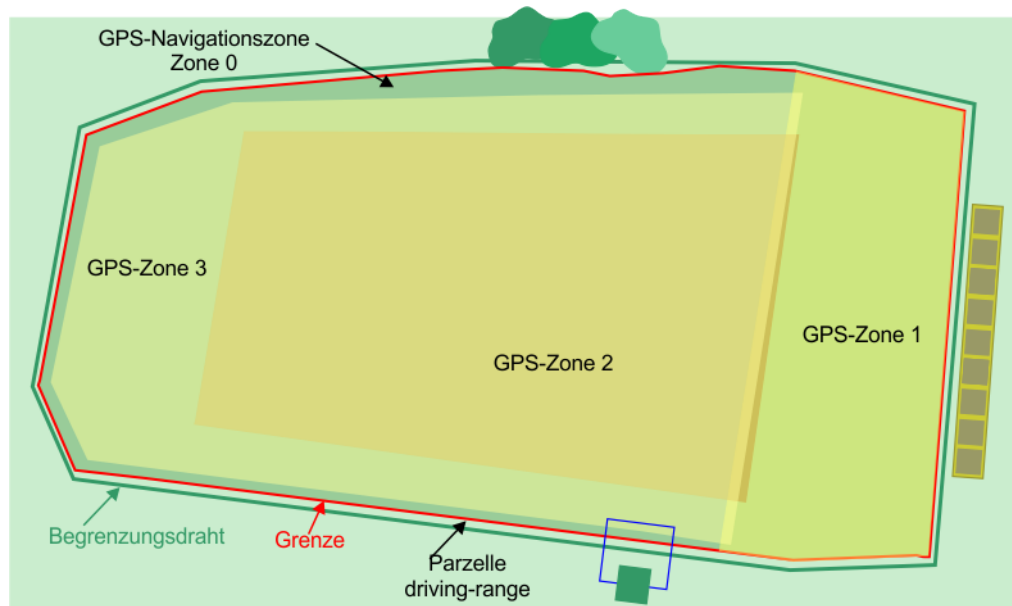 GPS-Navigationszone
Zone 0
GPS-Zone 3
GPS-Zone 2
GPS-Zone 1
Begrenzungsdraht
Grenze
Parzelle
driving-range